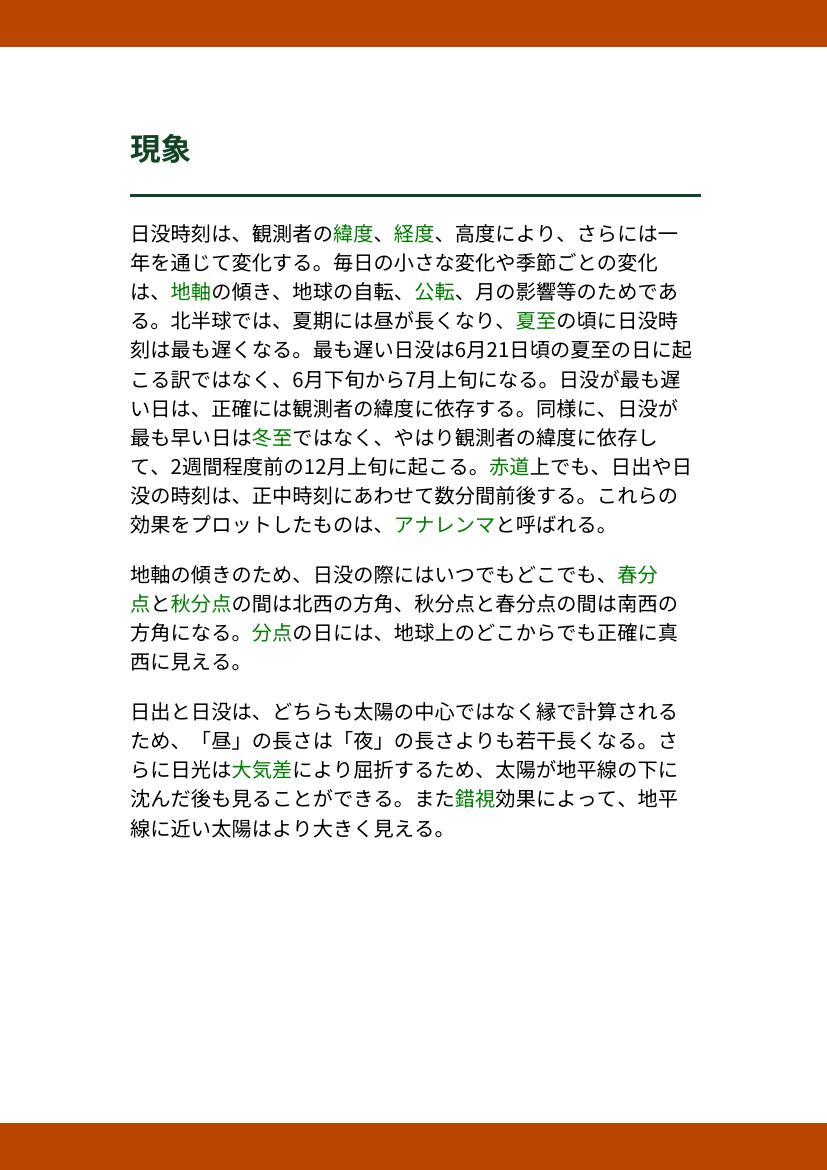 現象
日没時刻は、観測者の緯度、経度、高度により、さらには一
年を通じて変化する。毎日の小さな変化や季節ごとの変化
は、地軸の傾き、地球の自転、公転、月の影響等のためであ
る。北半球では、夏期には昼が長くなり、夏至の頃に日没時
刻は最も遅くなる。最も遅い日没は6月21日頃の夏至の日に起
こる訳ではなく、6月下旬から7月上旬になる。日没が最も遅
い日は、正確には観測者の緯度に依存する。同様に、日没が
最も早い日は冬至ではなく、やはり観測者の緯度に依存し
て、2週間程度前の12月上旬に起こる。赤道上でも、日出や日
没の時刻は、正中時刻にあわせて数分間前後する。これらの
効果をプロットしたものは、アナレンマと呼ばれる。
地軸の傾きのため、日没の際にはいつでもどこでも、春分
点と秋分点の間は北西の方角、秋分点と春分点の間は南西の
方角になる。分点の日には、地球上のどこからでも正確に真
西に見える。
日出と日没は、どちらも太陽の中心ではなく縁で計算される
ため、「昼」の長さは「夜」の長さよりも若干長くなる。さ
らに日光は大気差により屈折するため、太陽が地平線の下に
沈んだ後も見ることができる。また錯視効果によって、地平
線に近い太陽はより大きく見える。